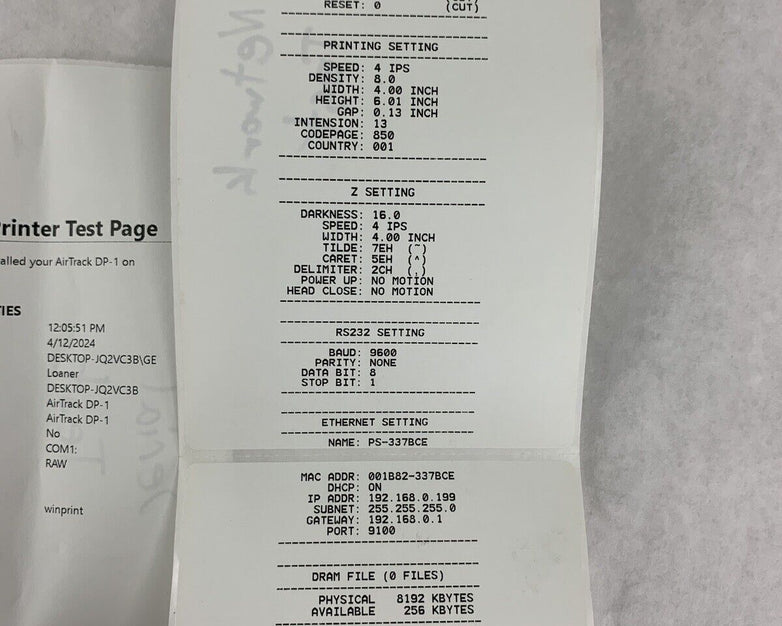 RESET: 0 (CUT)
PRINTING SETTING
SPEED: 4 IPS
DENSITY: 8.0
WIDTH: 4.00 INCH
HEIGHT: 6.01 INCH
GAP: 0.13 INCH
INTENSION: 13
CODEPAGE: 850
COUNTRY: 001
Z SETTING
DARKNESS: 16.0
SPEED: 4 IPS
WIDTH: 4.00 INCH
TILDE: 7EH (~)
CARET: 5EH (^)
DELIMITER: 2CH (,)
POWER UP: NO MOTION
HEAD CLOSE: NO MOTION
RS232 SETTING
BAUD: 9600
PARITY: NONE
DATA BIT: 8
STOP BIT: 1
ETHERNET SETTING
NAME: PS-337BCE
MAC ADDR: 001B82-337BCE
DHCP: ON
IP ADDR: 192.168.0.199
SUBNET: 255.255.255.0
GATEWAY: 192.168.0.1
PORT: 9100
DRAM FILE (0 FILES)
PHYSICAL 8192 KBYTES
AVAILABLE 256 KBYTES
Network
rinter Test Page
alled your AirTrack DP-1 on
IES
12:05:51 PM
4/12/2024
DESKTOP-JQ2VC3B\GE
Loaner
DESKTOP-JQ2VC3B
AirTrack DP-1
AirTrack DP-1
No
COM1:
RAW
winprint